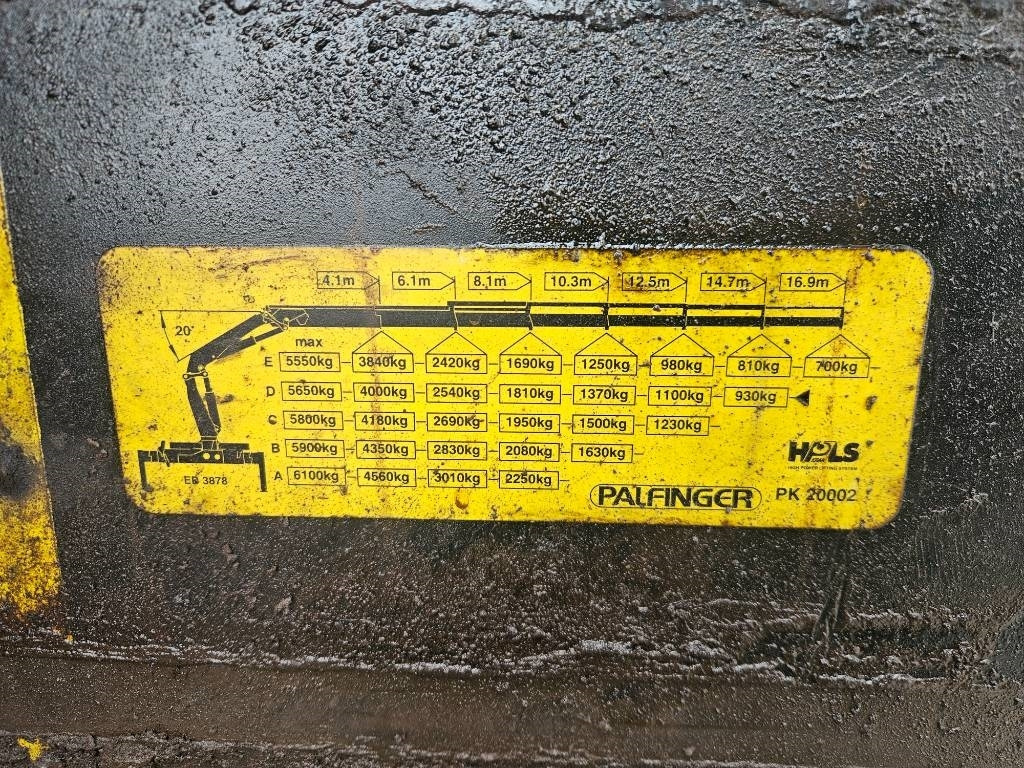 4.1m 6.1m 8.1m 10.3m 12.5m 14.7m 16.9m
20°
max
E 5550kg 3840kg 2420kg 1690kg 1250kg 980kg 810kg 700kg
D 5650kg 4000kg 2540kg 1810kg 1370kg 1100kg 930kg
C 5800kg 4180kg 2690kg 1950kg 1500kg 1230kg
B 5900kg 4350kg 2830kg 2080kg 1630kg
A 6100kg 4560kg 3010kg 2250kg
EB 3878
HPLS
HIGH POWER LIFTING SYSTEM
PALFINGER PK 20002